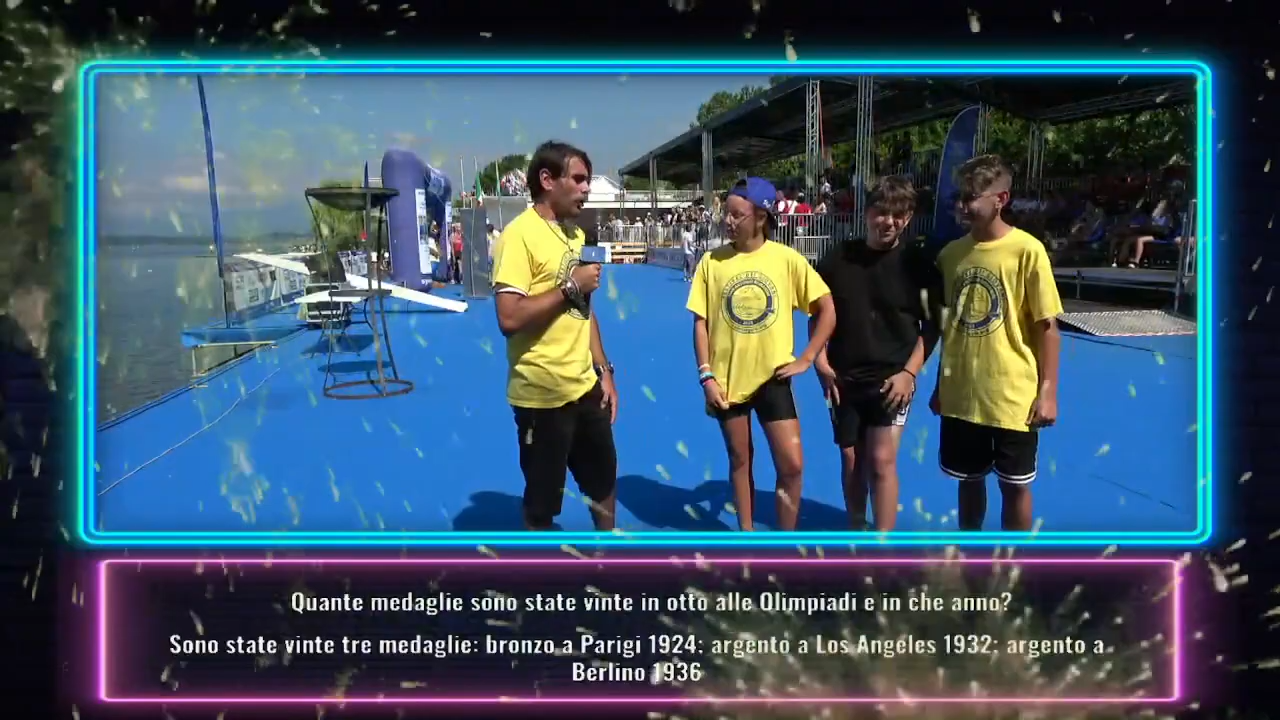 Quante medaglie sono state vinte in otto alle Olimpiadi e in che anno?
Sono state vinte tre medaglie: bronzo a Parigi 1924; argento a Los Angeles 1932; argento a
Berlino 1936